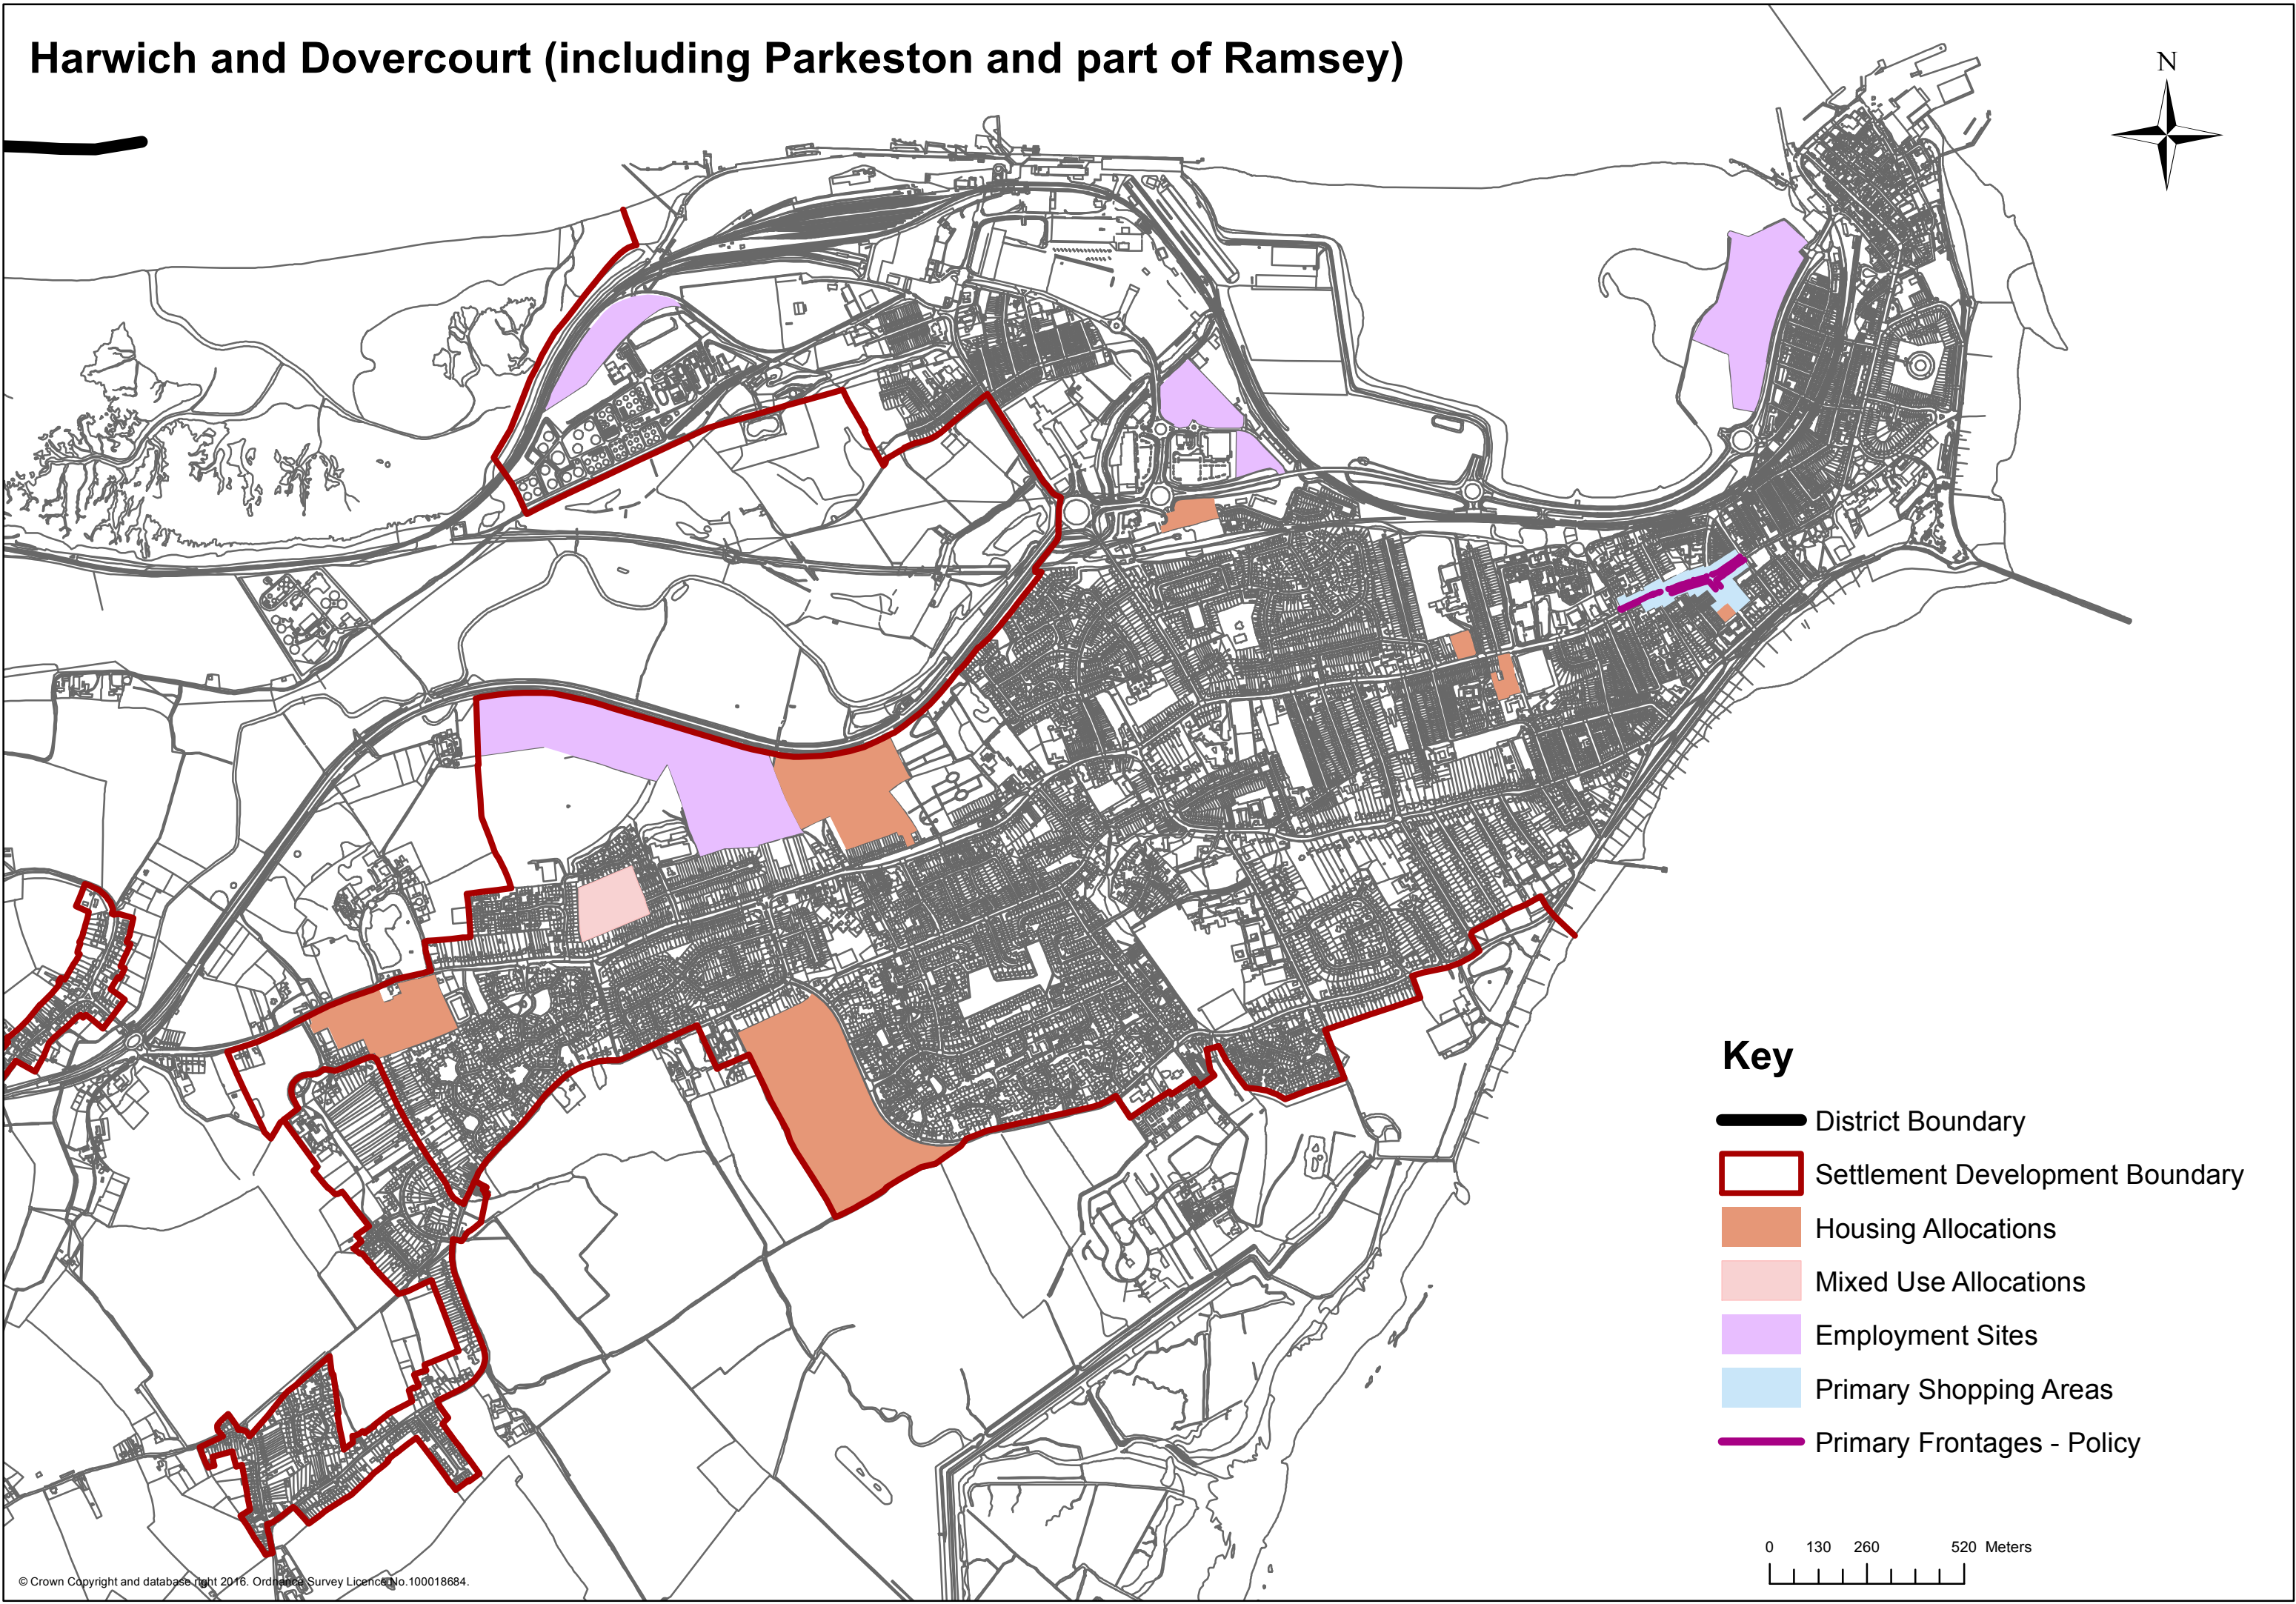 Harwich and Dovercourt (including Parkeston and part of Ramsey)
N
Key
District Boundary
Settlement Development Boundary
Housing Allocations
Mixed Use Allocations
Employment Sites
Primary Shopping Areas
Primary Frontages - Policy
0 130 260 520 Meters
© Crown Copyright and database right 2016. Ordnance Survey Licence No.100018684.